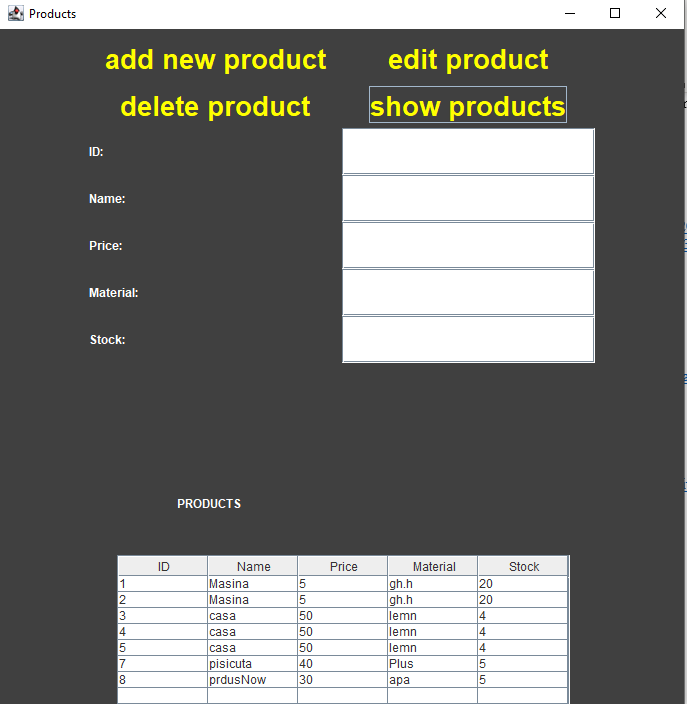 Products
add new product edit product
delete product show products
ID:
Name:
Price:
Material:
Stock:
PRODUCTS
ID Name Price Material Stock
1 Masina 5 gh.h 20
2 Masina 5 gh.h 20
3 casa 50 lemn 4
4 casa 50 lemn 4
5 casa 50 lemn 4
7 pisicuta 40 Plus 5
8 prdusNow 30 apa 5